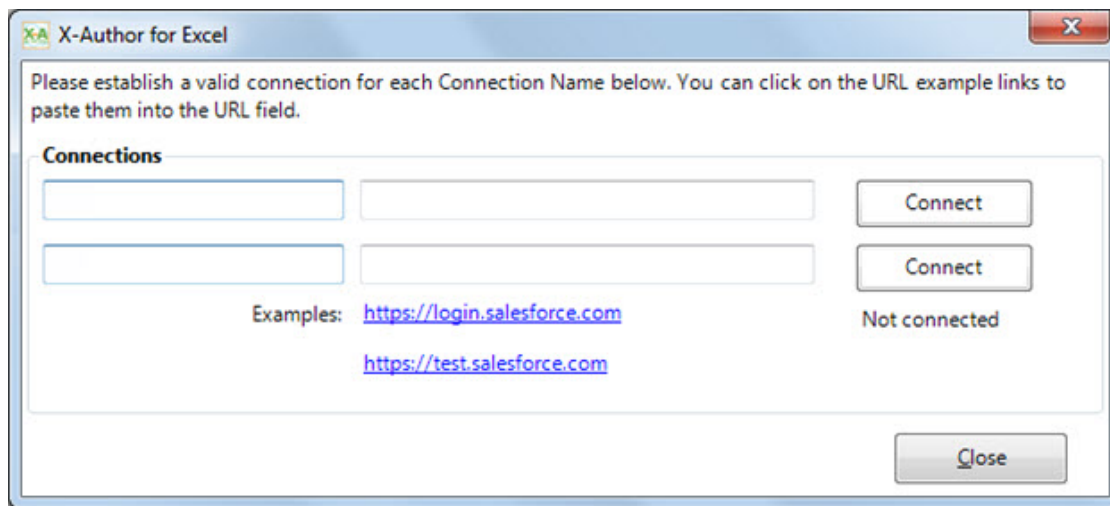 X-A X-Author for Excel
Please establish a valid connection for each Connection Name below. You can click on the URL example links to
paste them into the URL field.
Connections
Connect
Connect
Examples: https://login.salesforce.com
Not connected
https://test.salesforce.com
Close